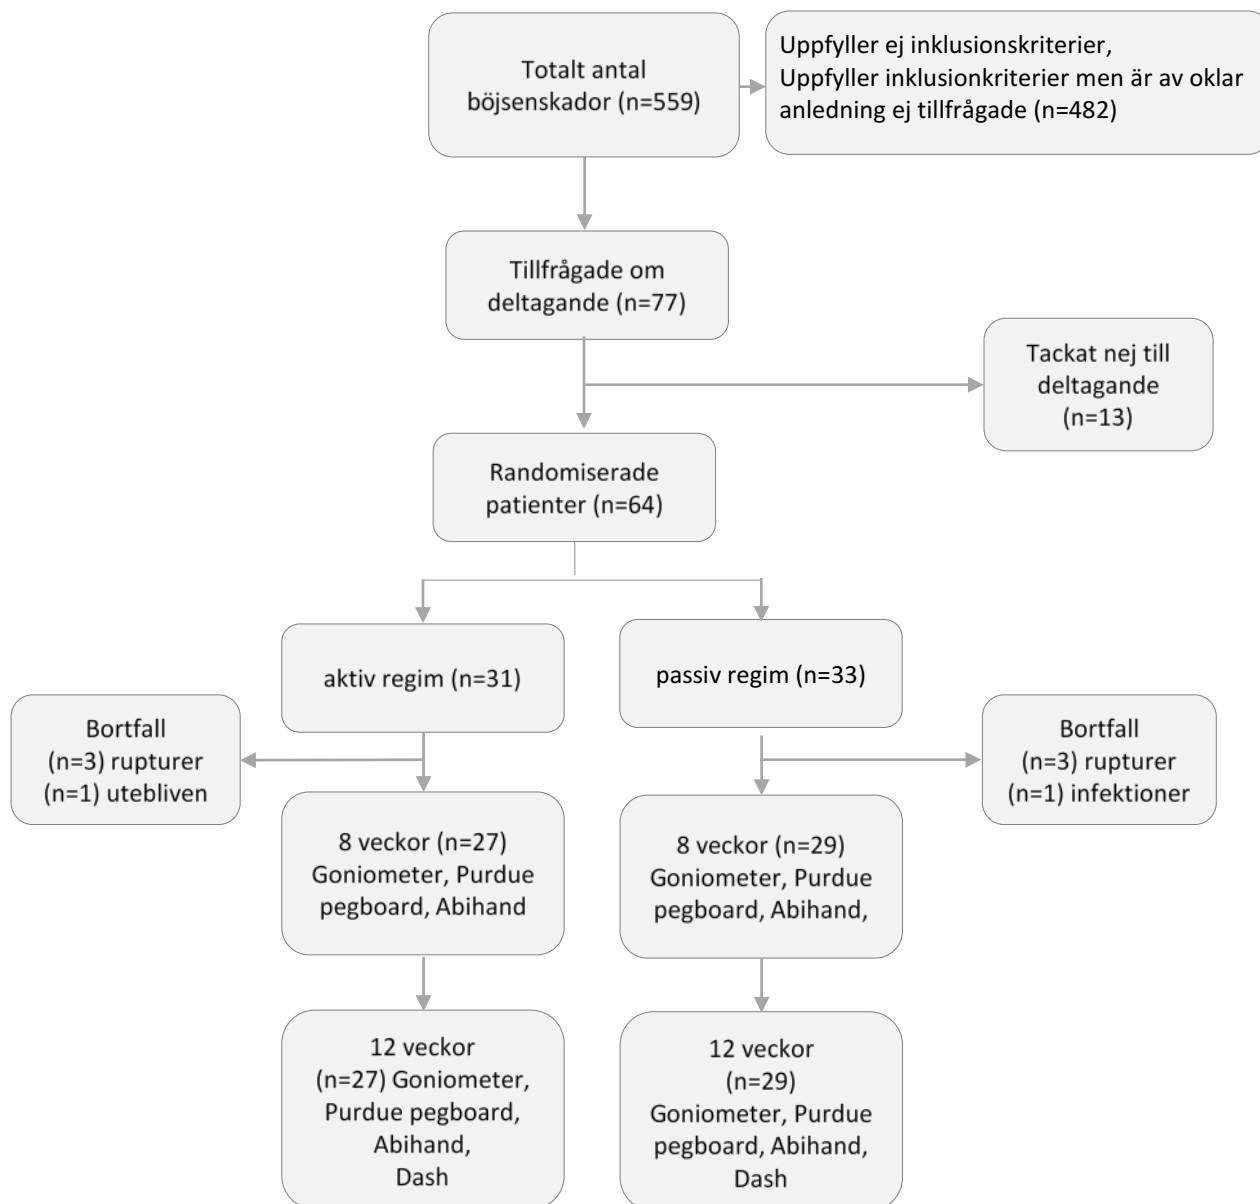 Totalt antal
böjsenskador (n=559)
Uppfyller ej inklusionskriterier,
Uppfyller inklusionkriterier men är av oklar
anledning ej tillfrågade (n=482)
Tillfrågade om
deltagande (n=77)
Tackat nej till
deltagande
(n=13)
Randomiserade
patienter (n=64)
aktiv regim (n=31)
passiv regim (n=33)
Bortfall
(n=3) rupturer
(n=1) utebliven
Bortfall
(n=3) rupturer
(n=1) infektioner
8 veckor (n=27)
Goniometer, Purdue
pegboard, Abihand
8 veckor (n=29)
Goniometer, Purdue
pegboard, Abihand,
12 veckor
(n=27) Goniometer,
Purdue pegboard,
Abihand,
Dash
12 veckor
(n=29)
Goniometer, Purdue
pegboard, Abihand,
Dash